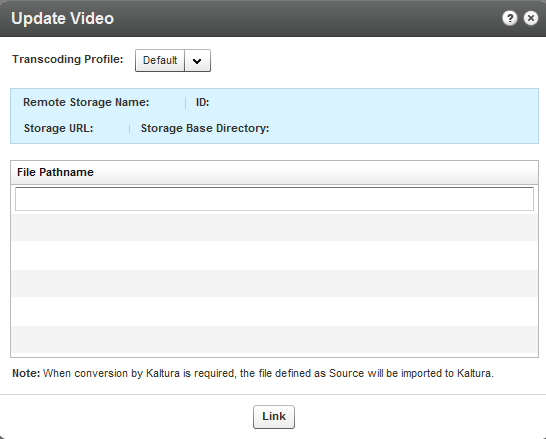 Update Video
?
Transcoding Profile: Default
Remote Storage Name: ID:
Storage URL: Storage Base Directory:
File Pathname
Note: When conversion by Kaltura is required, the file defined as Source will be imported to Kaltura.
Link